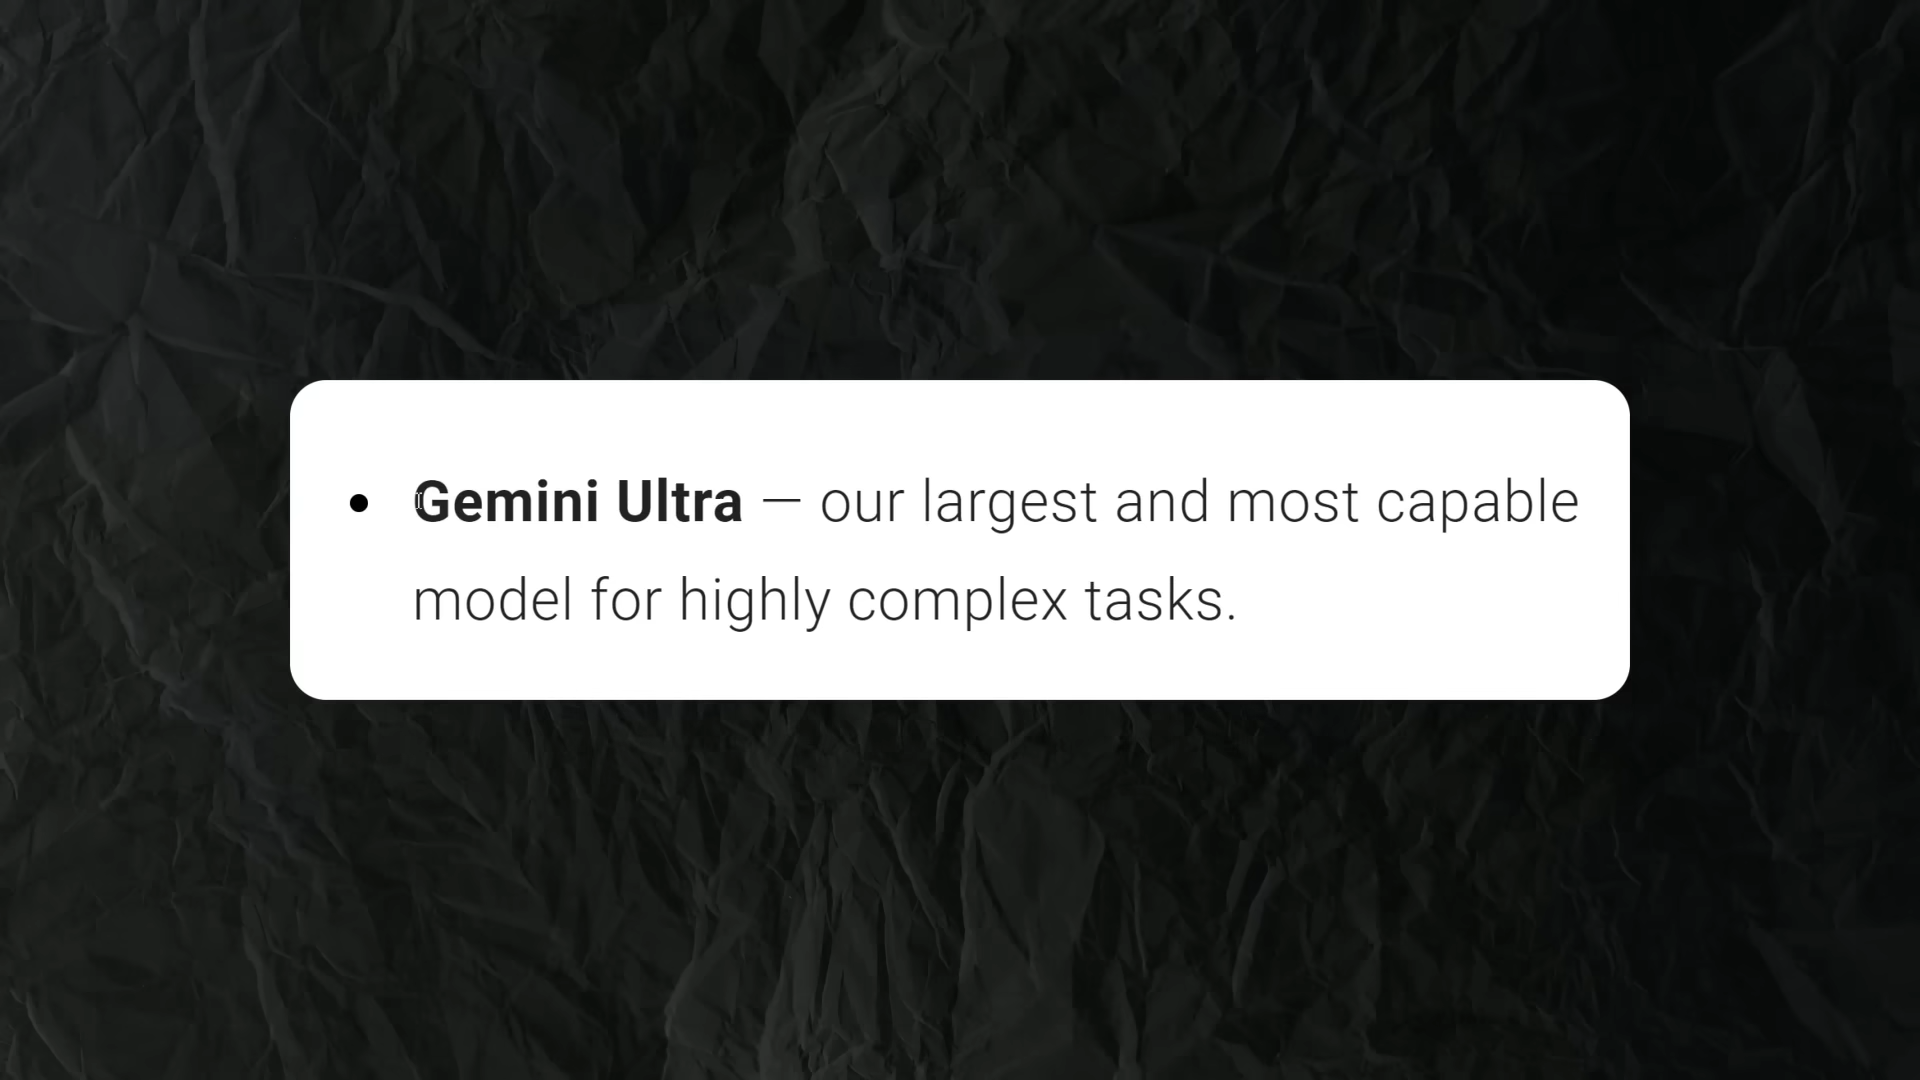 • Gemini Ultra — our largest and most capable
model for highly complex tasks.